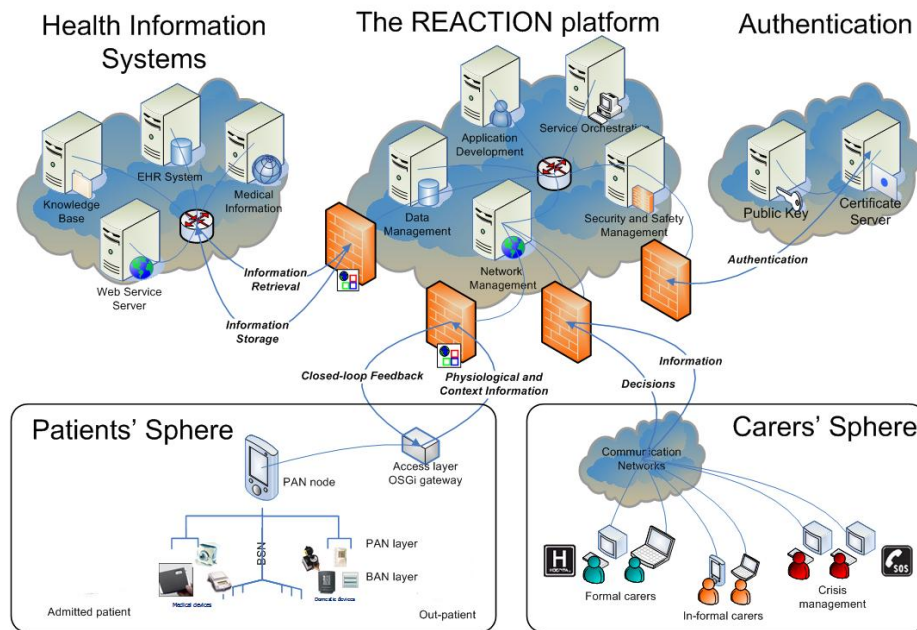 Health Information
Systems
The REACTION platform
Authentication
Knowledge
Base
EHR System
Medical
Information
Web Service
Server
Application
Development
Service Orchestration
Data
Management
Network
Management
Security and Safety
Management
Public Key
Certificate
Server
Information
Retrieval
Information
Storage
Authentication
Closed-loop Feedback
Physiological and
Context Information
Information
Decisions
Patients' Sphere
PAN node
Access layer
OSGi gateway
BSN
PAN layer
BAN layer
Medical devices
Domestic devices
Admitted patient
Out-patient
Carers' Sphere
Communication
Networks
H
HOSPITAL
SOS
Formal carers
In-formal carers
Crisis
management